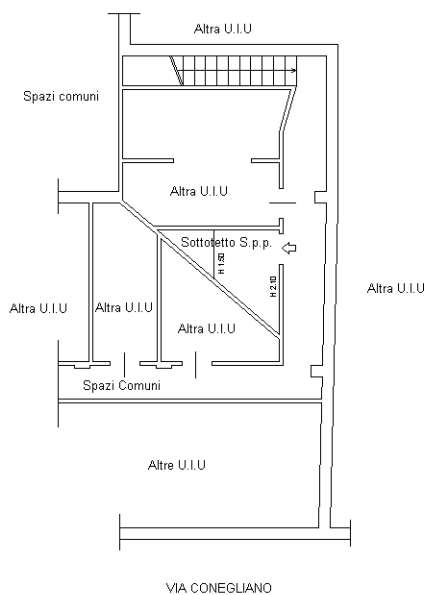 Altra U.I.U
Spazi comuni
Altra U.I.U
Sottotetto S.p.p.
H 1.50
H 2.10
Altra U.I.U
Altra U.I.U
Altra U.I.U
Altra U.I.U
Spazi Comuni
Altre U.I.U
VIA CONEGLIANO